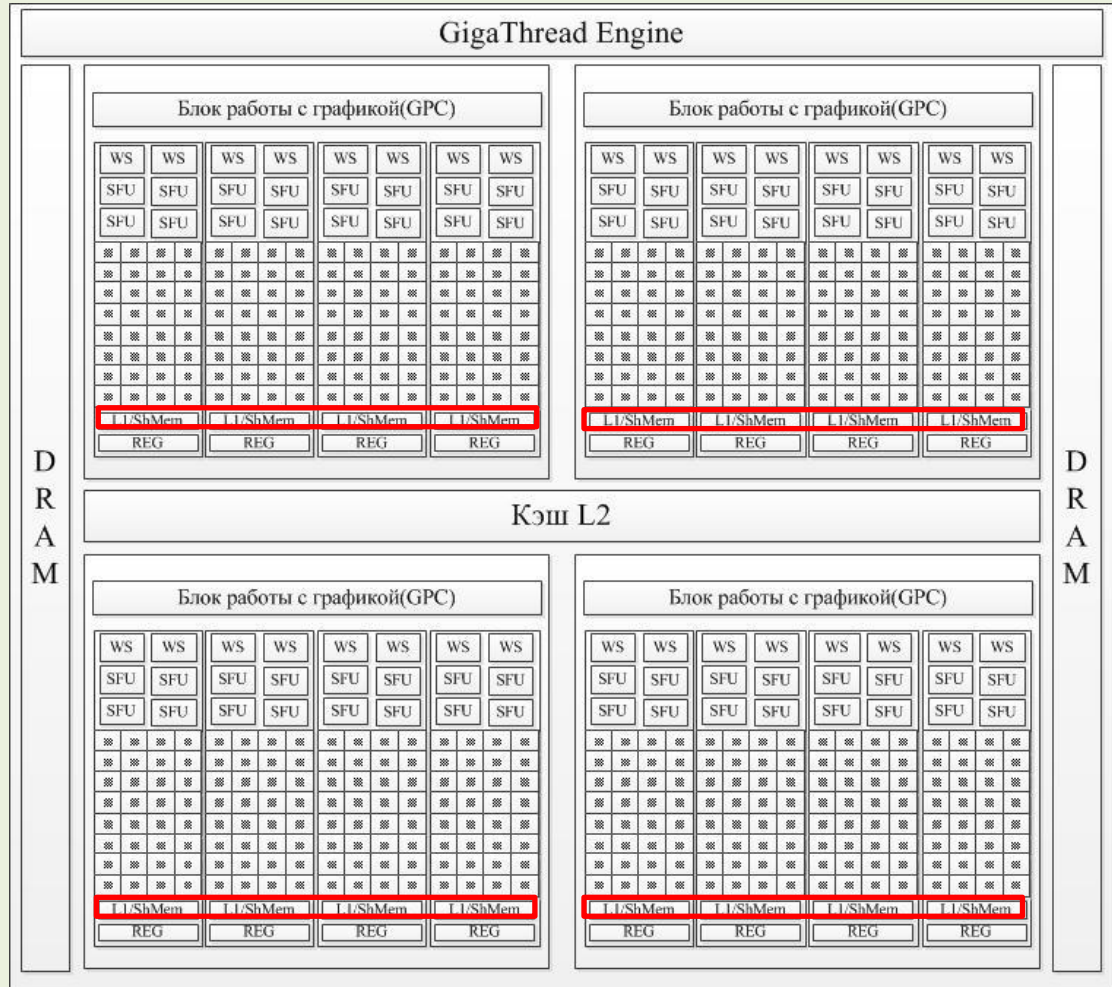 GigaThread Engine
Блок работы с графикой(GPC) Блок работы с графикой(GPC)
WS WS WS WS WS WS WS WS WS WS WS WS WS WS WS WS
SFU SFU SFU SFU SFU SFU SFU SFU SFU SFU SFU SFU SFU SFU SFU SFU
SFU SFU SFU SFU SFU SFU SFU SFU SFU SFU SFU SFU SFU SFU SFU SFU
L1/ShMem L1/ShMem L1/ShMem L1/ShMem L1/ShMem L1/ShMem L1/ShMem L1/ShMem
REG REG REG REG REG REG REG REG
D
R
A
M
Кэш L2
D
R
A
M
Блок работы с графикой(GPC) Блок работы с графикой(GPC)
WS WS WS WS WS WS WS WS WS WS WS WS WS WS WS WS
SFU SFU SFU SFU SFU SFU SFU SFU SFU SFU SFU SFU SFU SFU SFU SFU
SFU SFU SFU SFU SFU SFU SFU SFU SFU SFU SFU SFU SFU SFU SFU SFU
L1/ShMem L1/ShMem L1/ShMem L1/ShMem L1/ShMem L1/ShMem L1/ShMem L1/ShMem
REG REG REG REG REG REG REG REG